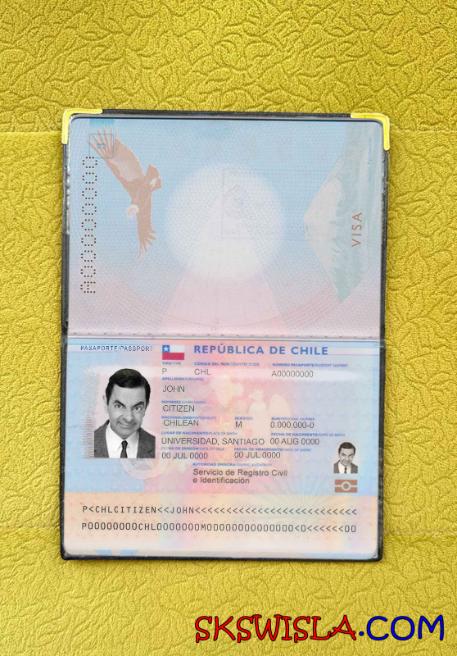 A00000000
VISA
PASAPORTE/PASSPORT
REPÚBLICA DE CHILE
P CHL A00000000
JOHN
CITIZEN
CHILEAN M 0.000.000-0
UNIVERSIDAD, SANTIAGO 00 AUG 0000
00 JUL 0000 00 JUL 0000
Servicio de Registro Civil
e Identificación
P<CHLCITIZEN<<JOHN<<<<<<<<<<<<<<<<<<<<<<<<<<
P00000000CHL0000000M00000000000000<0<<<<<<00
SKSWISLA.COM